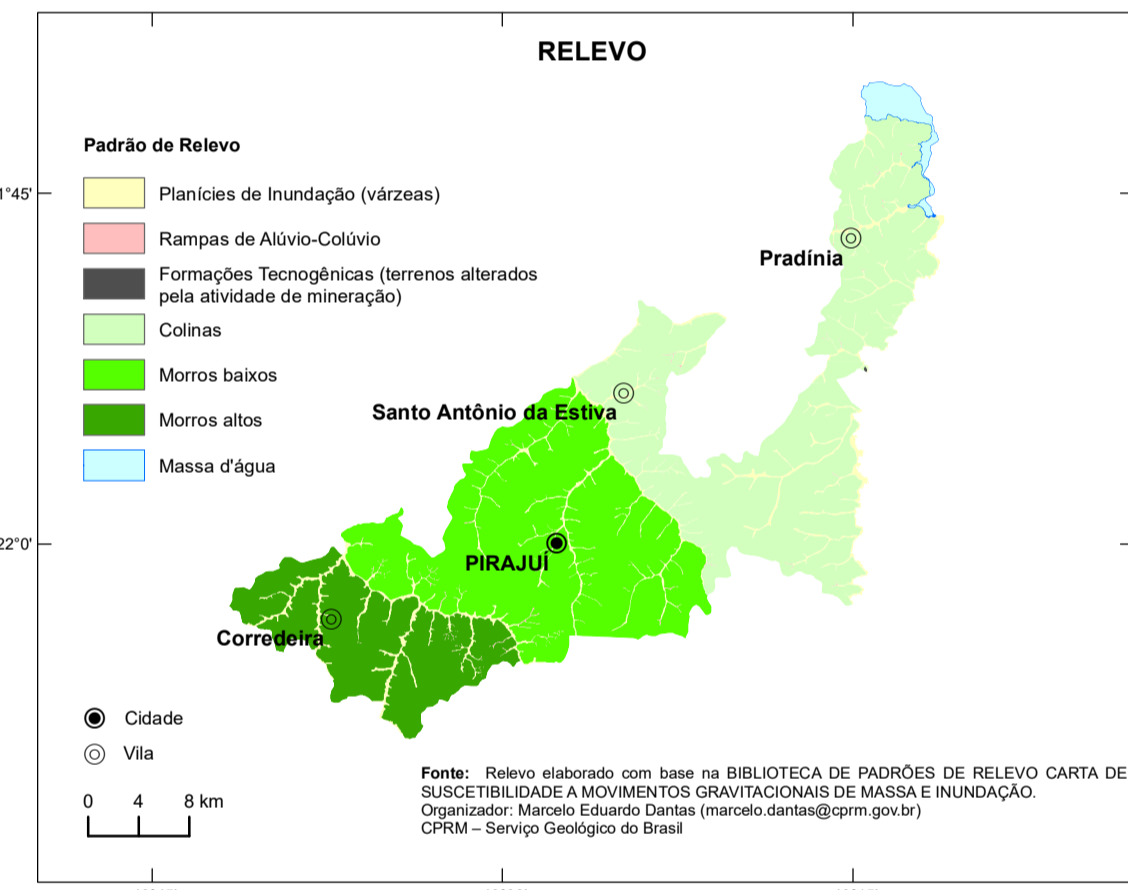 RELEVO
Padrão de Relevo
Planícies de Inundação (várzeas)
Rampas de Alúvio-Colúvio
Formações Tecnogênicas (terrenos alterados
pela atividade de mineração)
Colinas
Morros baixos
Morros altos
Massa d'água
1°45'
22°0'
Pradínia
Santo Antônio da Estiva
PIRAJUÍ
Corredeira
Cidade
Vila
0 4 8 km
Fonte: Relevo elaborado com base na BIBLIOTECA DE PADRÕES DE RELEVO CARTA DE
SUSCETIBILIDADE A MOVIMENTOS GRAVITACIONAIS DE MASSA E INUNDAÇÃO.
Organizador: Marcelo Eduardo Dantas (marcelo.dantas@cprm.gov.br)
CPRM – Serviço Geológico do Brasil